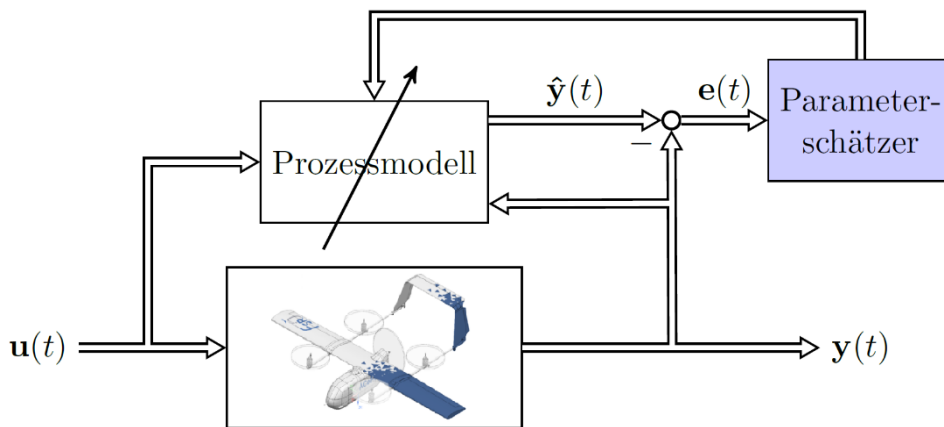 ŷ(t)
e(t)
Parameter-
schätzer
Prozessmodell
−
u(t)
y(t)